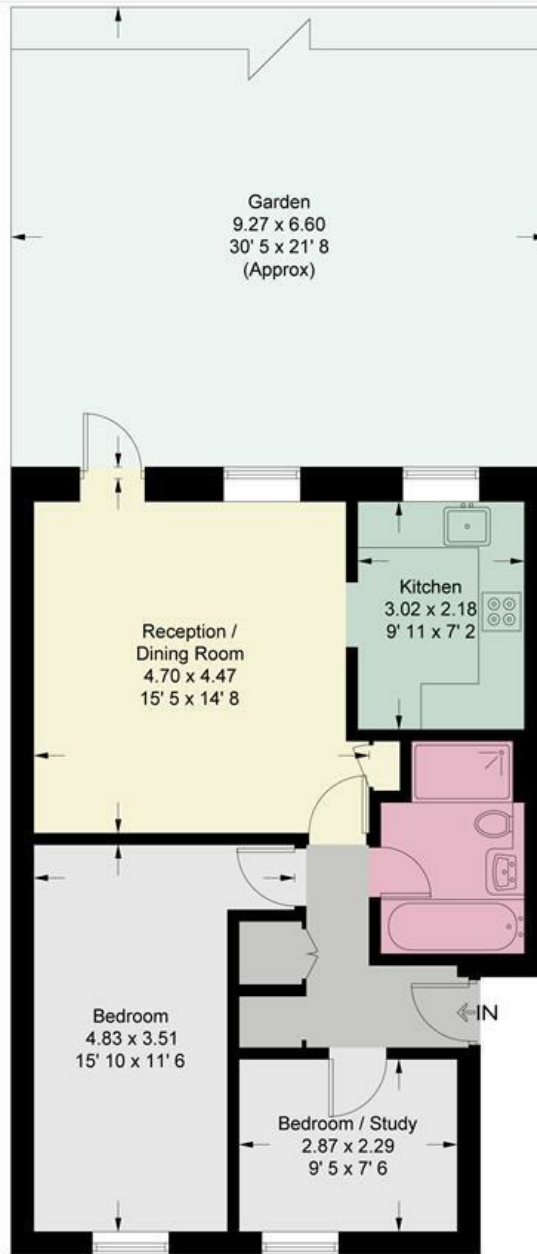 Garden
9.27 x 6.60
30' 5 x 21' 8
(Approx)
Reception /
Dining Room
4.70 x 4.47
15' 5 x 14' 8
Kitchen
3.02 x 2.18
9' 11 x 7' 2
Bedroom
4.83 x 3.51
15' 10 x 11' 6
IN
Bedroom / Study
2.87 x 2.29
9' 5 x 7' 6